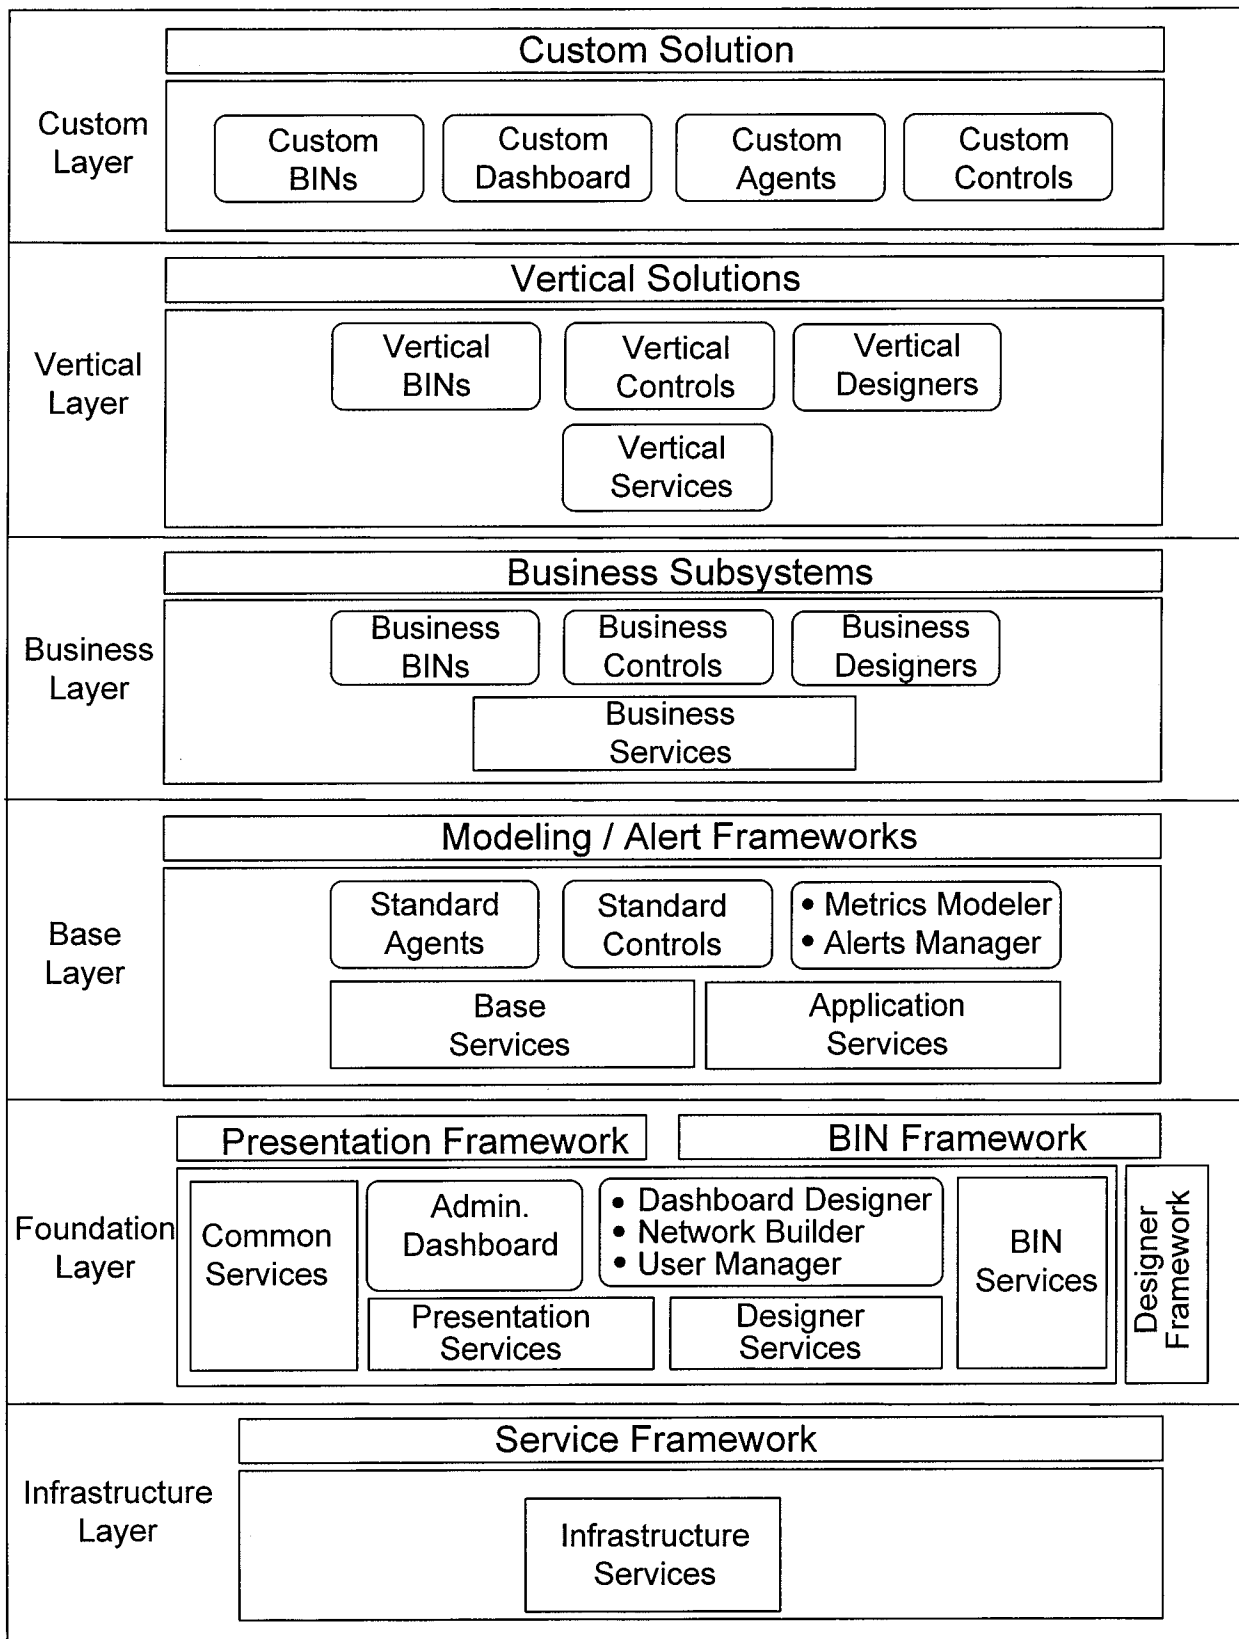 Custom Solution
Custom
Layer
Custom
BINs
Custom
Dashboard
Custom
Agents
Custom
Controls
Vertical Solutions
Vertical
Layer
Vertical
BINs
Vertical
Controls
Vertical
Designers
Vertical
Services
Business Subsystems
Business
Layer
Business
BINs
Business
Controls
Business
Designers
Business
Services
Modeling / Alert Frameworks
Base
Layer
Standard
Agents
Standard
Controls
• Metrics Modeler
• Alerts Manager
Base
Services
Application
Services
Presentation Framework
BIN Framework
Foundation
Layer
Common
Services
Admin.
Dashboard
• Dashboard Designer
• Network Builder
• User Manager
Presentation
Services
Designer
Services
BIN
Services
Designer
Framework
Service Framework
Infrastructure
Layer
Infrastructure
Services